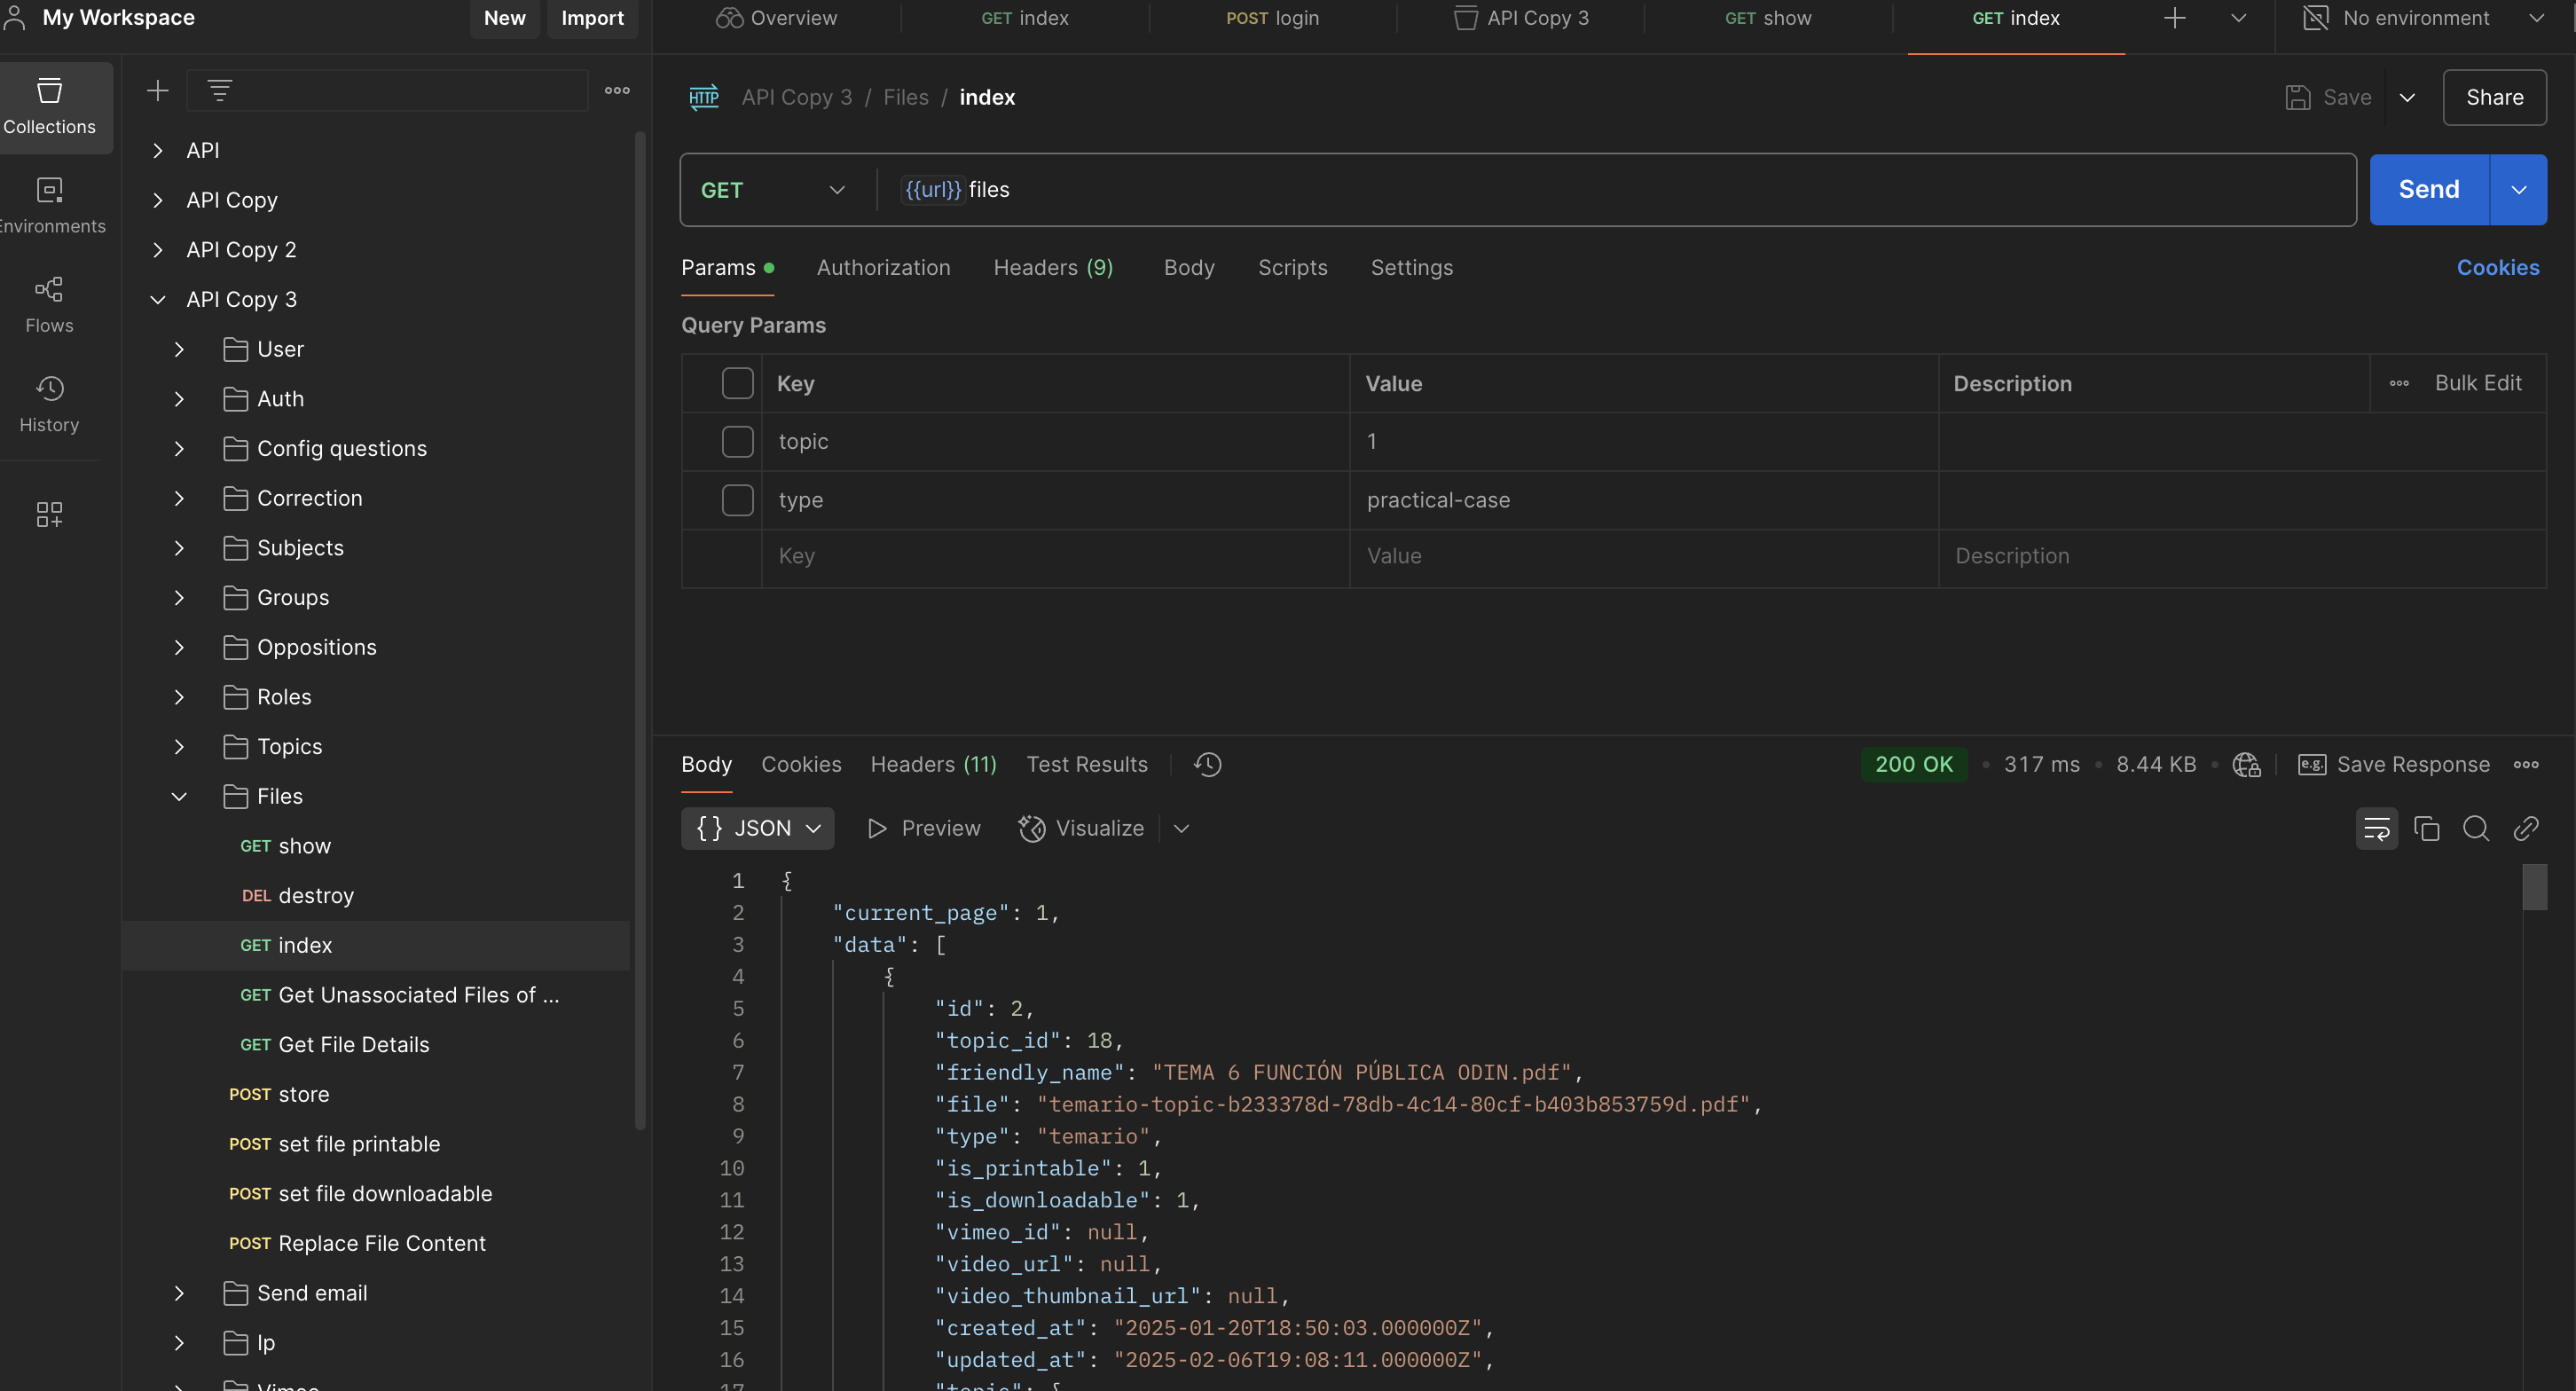 My Workspace
New
Import
Overview
GET index
POST login
API Copy 3
GET show
GET index
No environment
Collections
Environments
Flows
History
API
API Copy
API Copy 2
API Copy 3
User
Auth
Config questions
Correction
Subjects
Groups
Oppositions
Roles
Topics
Files
GET show
DEL destroy
GET index
GET Get Unassociated Files of ...
GET Get File Details
POST store
POST set file printable
POST set file downloadable
POST Replace File Content
Send email
Ip
HTTP API Copy 3 / Files / index
Save
Share
GET {{url}}files
Send
Params Authorization Headers (9) Body Scripts Settings
Cookies
Query Params
Key Value Description Bulk Edit
topic 1
type practical-case
Key Value Description
Body Cookies Headers (11) Test Results
200 OK • 317 ms • 8.44 KB e.g. Save Response
{} JSON Preview Visualize
1 {
2 "current_page": 1,
3 "data": [
4 {
5 "id": 2,
6 "topic_id": 18,
7 "friendly_name": "TEMA 6 FUNCIÓN PÚBLICA ODIN.pdf",
8 "file": "temario-topic-b233378d-78db-4c14-80cf-b403b853759d.pdf",
9 "type": "temario",
10 "is_printable": 1,
11 "is_downloadable": 1,
12 "vimeo_id": null,
13 "video_url": null,
14 "video_thumbnail_url": null,
15 "created_at": "2025-01-20T18:50:03.000000Z",
16 "updated_at": "2025-02-06T19:08:11.000000Z",
17 "topic": {